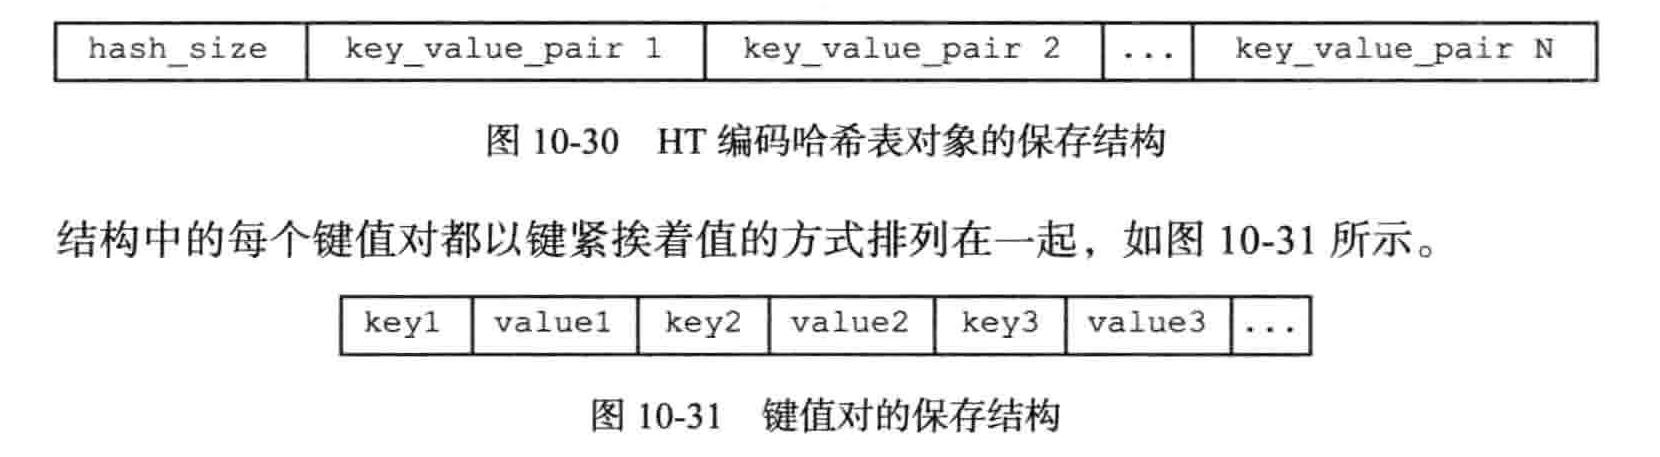 hash_size key_value_pair 1 key_value_pair 2 ... key_value_pair N
图 10-30 HT 编码哈希表对象的保存结构
结构中的每个键值对都以键紧挨着值的方式排列在一起，如图 10-31 所示。
key1 value1 key2 value2 key3 value3 ...
图 10-31 键值对的保存结构